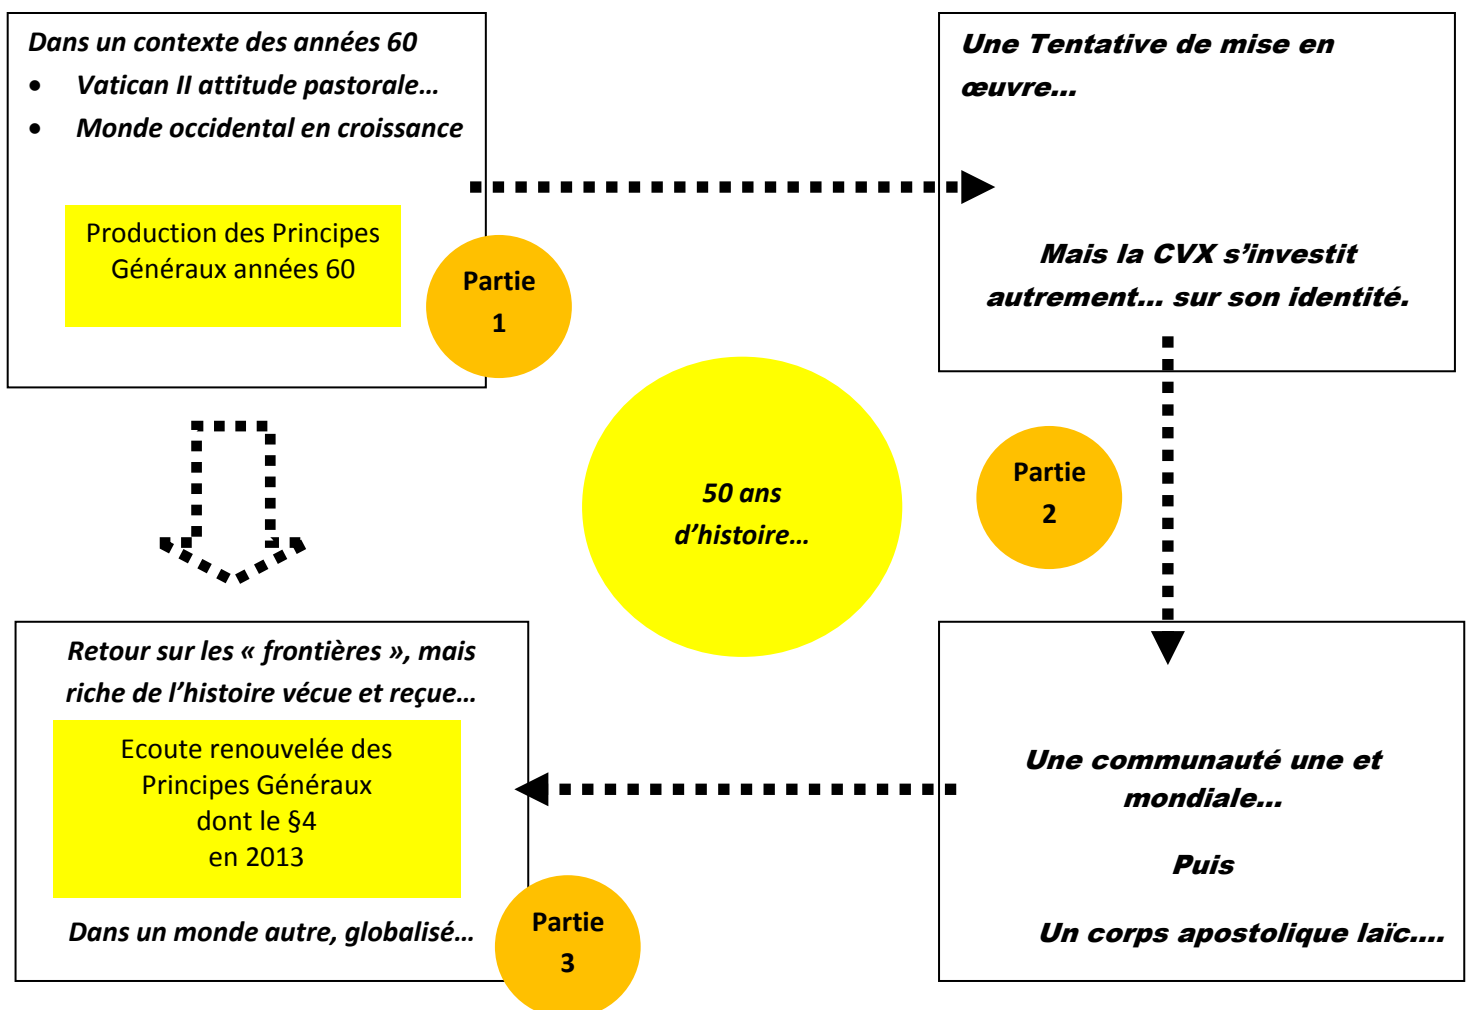 Dans un contexte des années 60
• Vatican II attitude pastorale…
• Monde occidental en croissance
Production des Principes
Généraux années 60
Partie
1
Une Tentative de mise en
œuvre…
Mais la CVX s’investit
autrement… sur son identité.
50 ans
d’histoire…
Partie
2
Retour sur les « frontières », mais
riche de l’histoire vécue et reçue…
Ecoute renouvelée des
Principes Généraux
dont le §4
en 2013
Dans un monde autre, globalisé…
Partie
3
Une communauté une et
mondiale…
Puis
Un corps apostolique laïc….